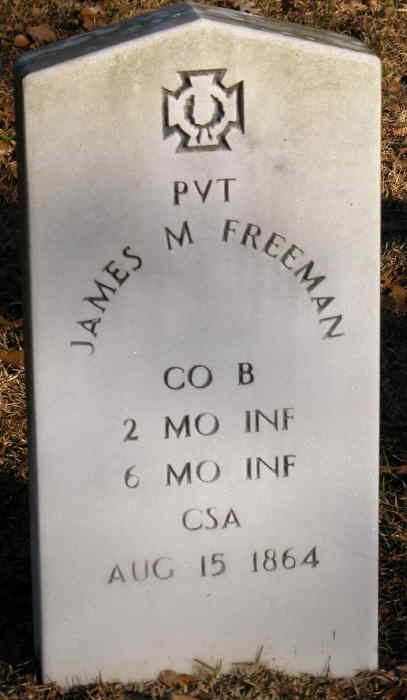 PVT
JAMES M FREEMAN
CO B
2 MO INF
6 MO INF
CSA
AUG 15 1864